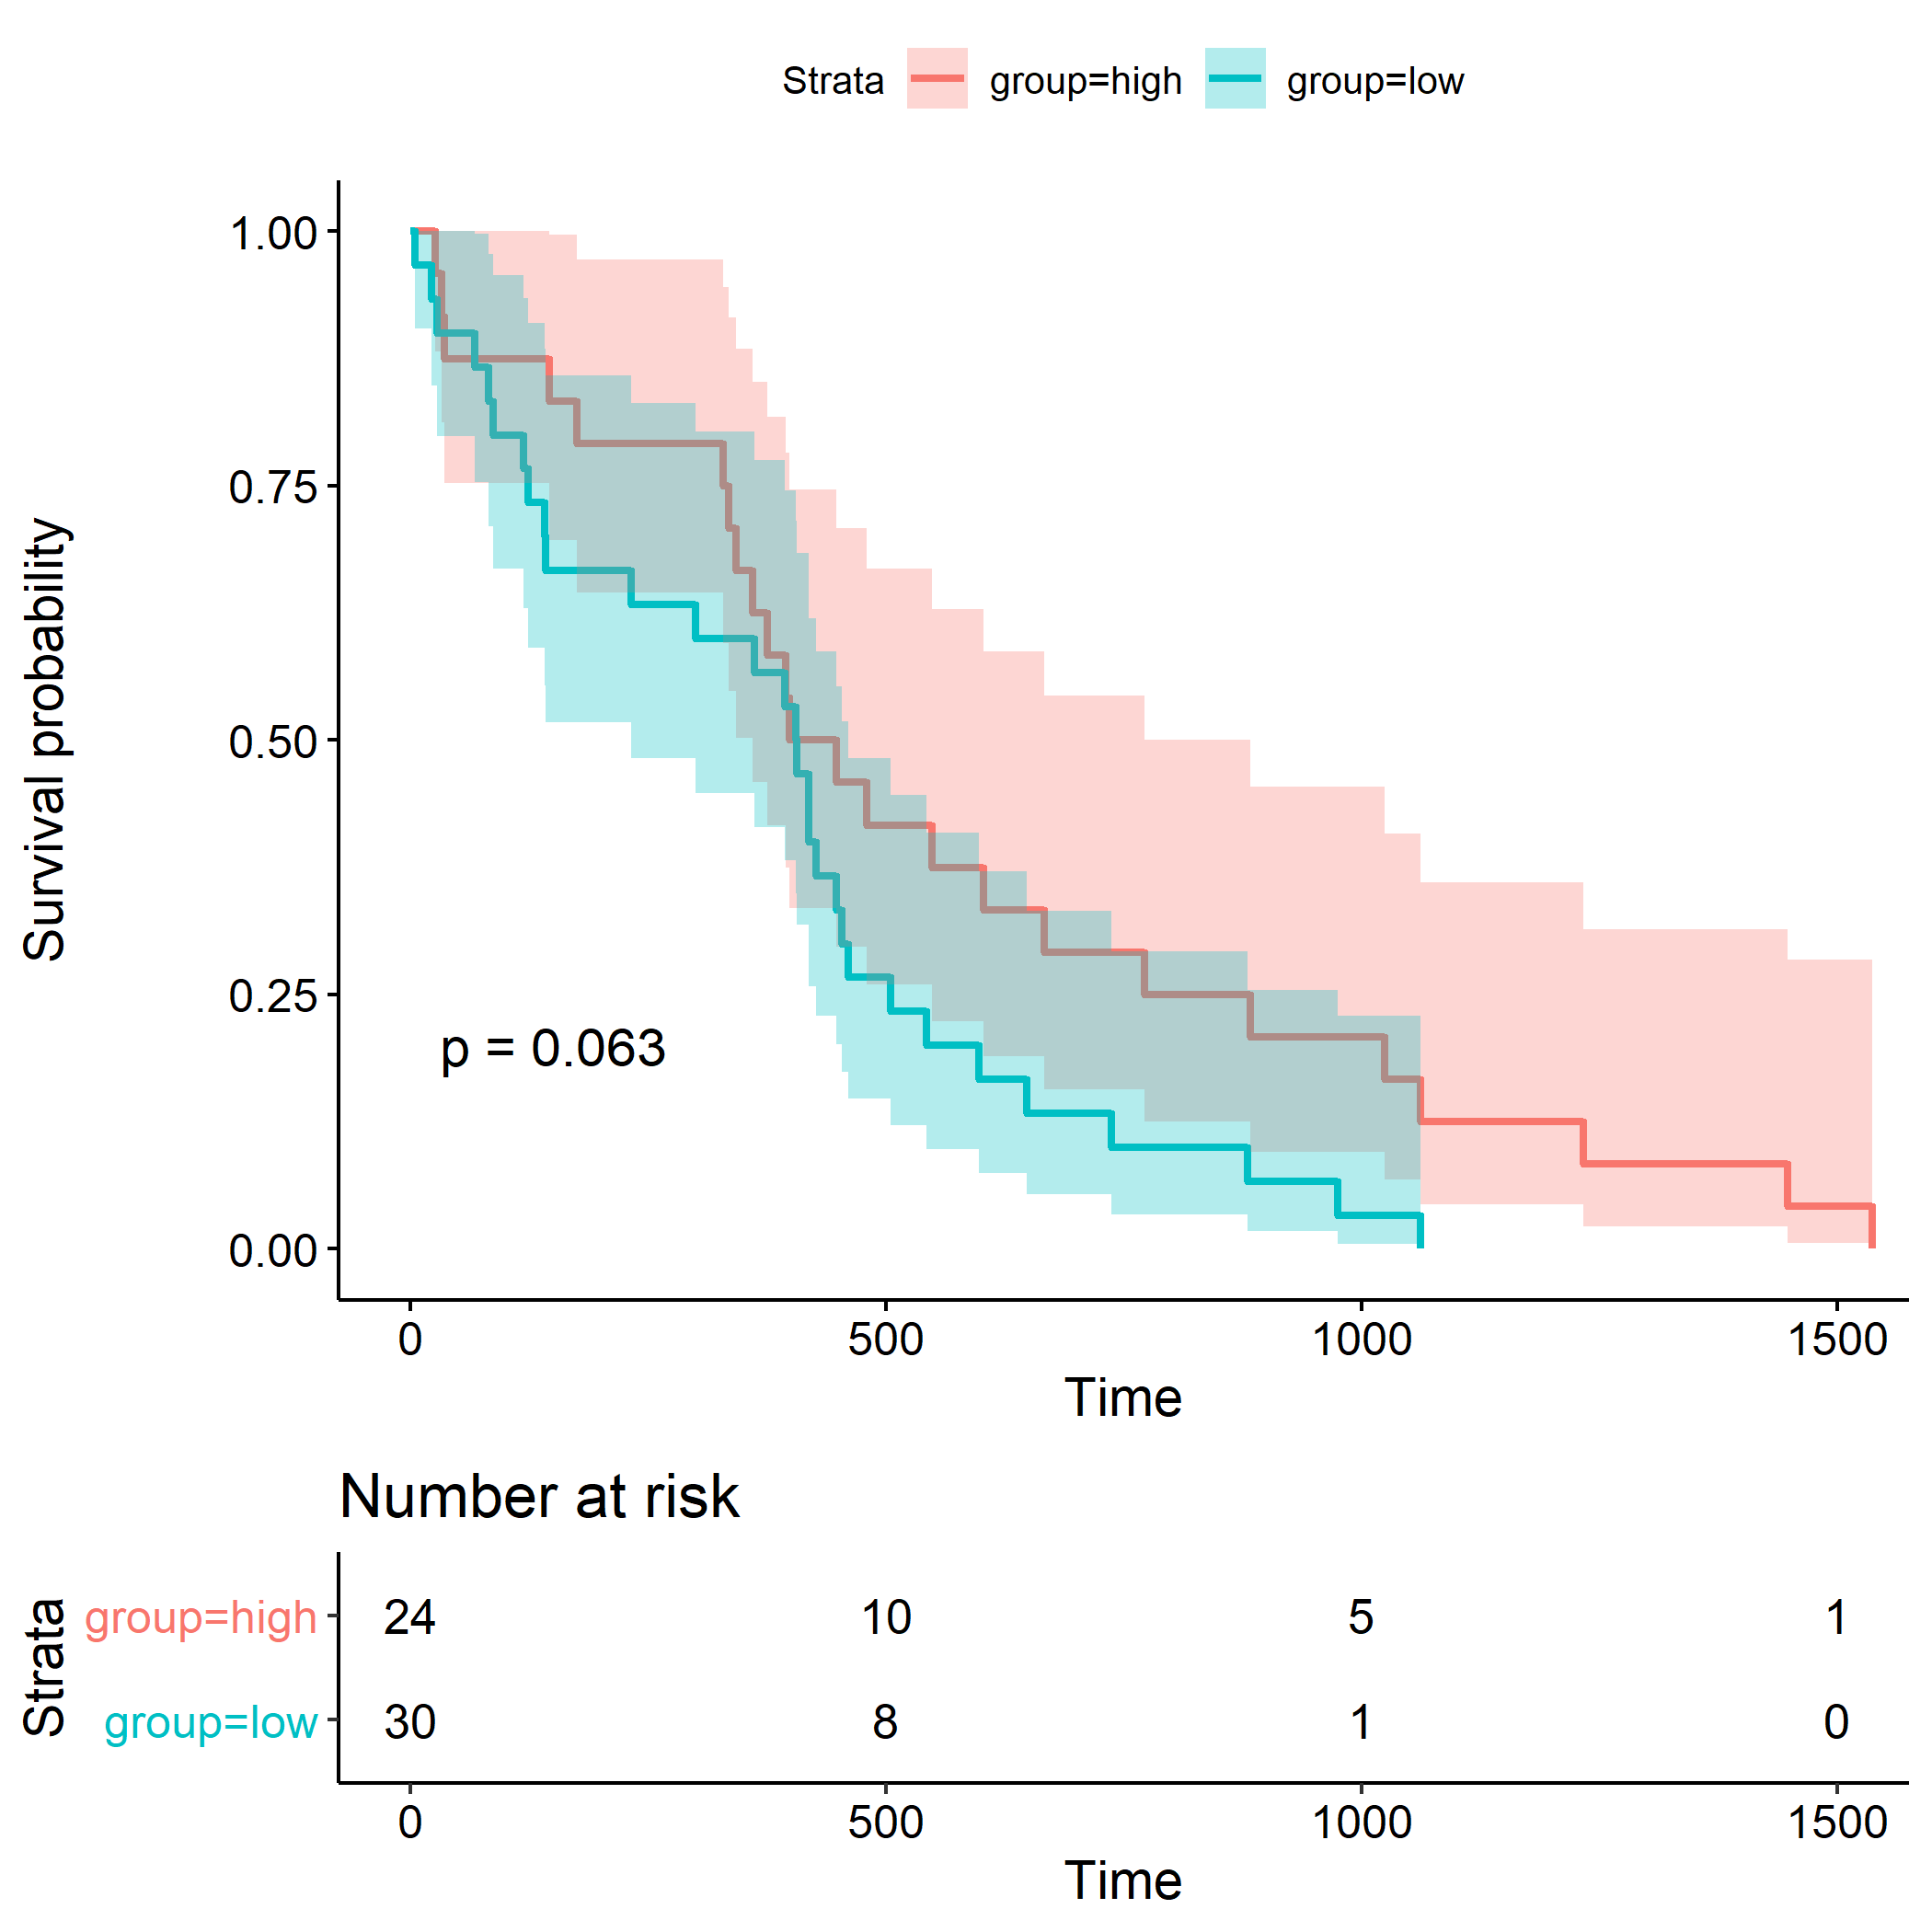 Strata group=high group=low
Survival probability
1.00
0.75
0.50
0.25
0.00
p = 0.063
0 500 1000 1500
Time
Number at risk
Strata
group=high 24 10 5 1
group=low 30 8 1 0
0 500 1000 1500
Time